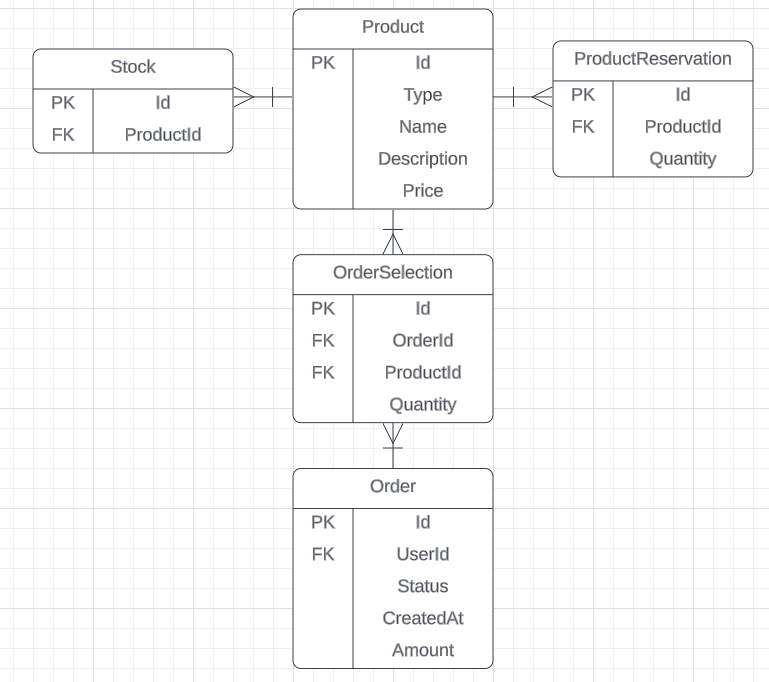 Product
PK Id
Type
Name
Description
Price
Stock
PK Id
FK ProductId
ProductReservation
PK Id
FK ProductId
Quantity
OrderSelection
PK Id
FK OrderId
FK ProductId
Quantity
Order
PK Id
FK UserId
Status
CreatedAt
Amount